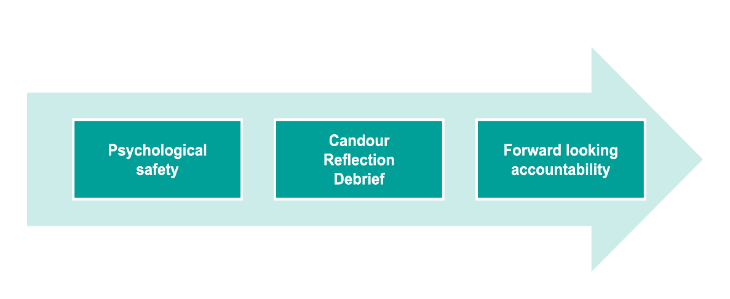 Psychological
safety
Candour
Reflection
Debrief
Forward looking
accountability